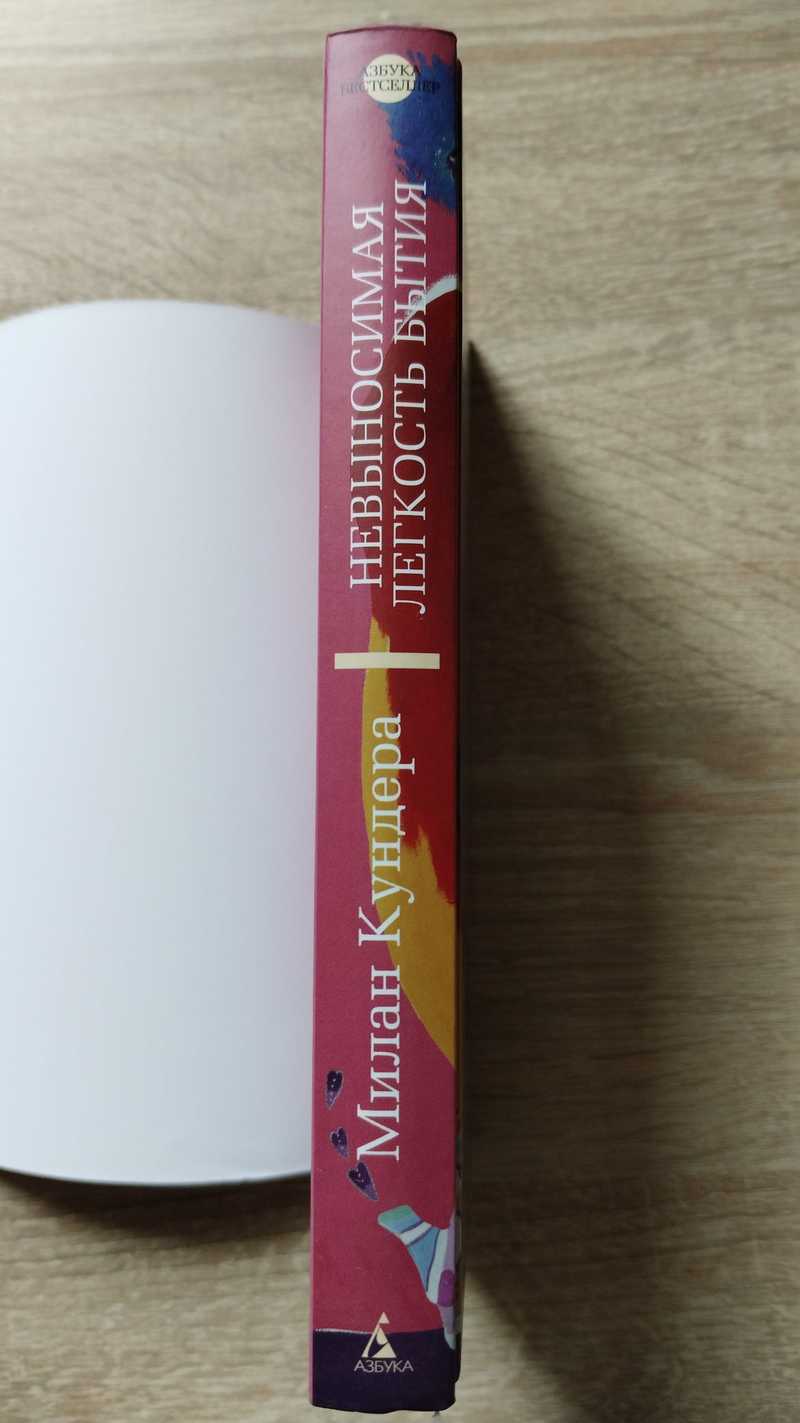 АЗБУКА
БЕСТСЕЛЛЕР
НЕВЫНОСИМАЯ
ЛЕГКОСТЬ БЫТИЯ
Милан Кундера
АЗБУКА